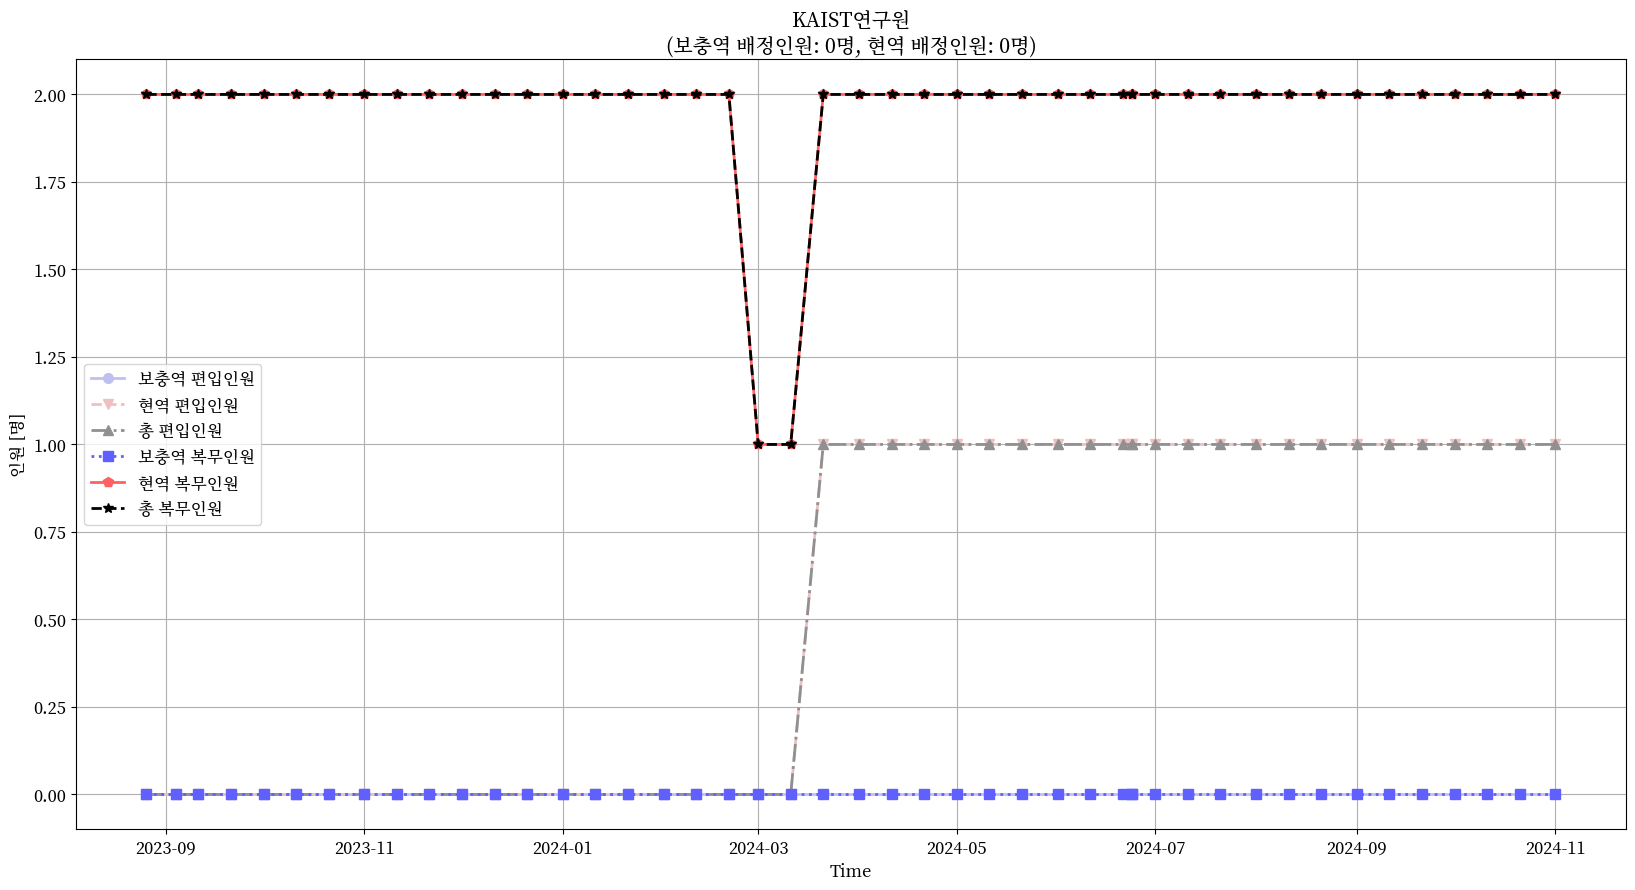 KAIST연구원
(보충역 배정인원: 0명, 현역 배정인원: 0명)
인원 [명]
2.00
1.75
1.50
1.25
1.00
0.75
0.50
0.25
0.00
보충역 편입인원
현역 편입인원
총 편입인원
보충역 복무인원
현역 복무인원
총 복무인원
2023-09
2023-11
2024-01
2024-03
2024-05
2024-07
2024-09
2024-11
Time